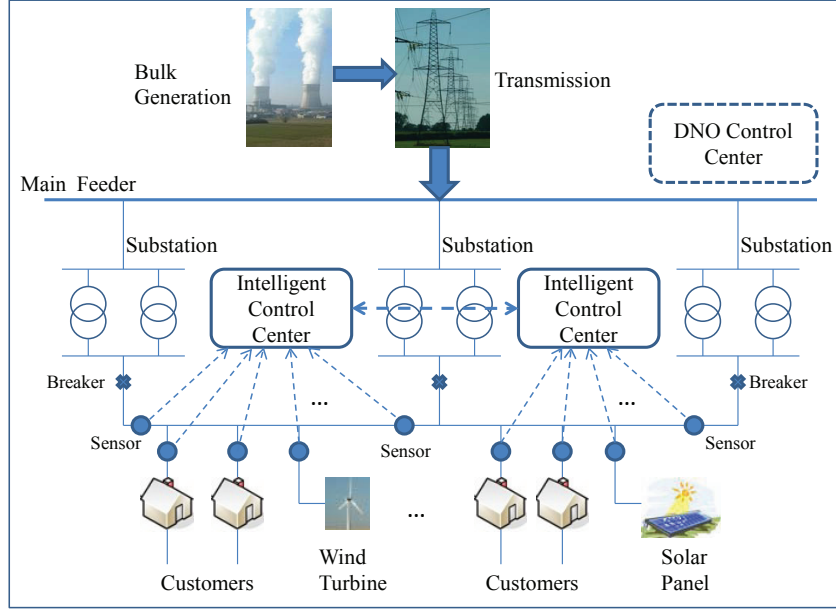 Bulk
Generation
Transmission
DNO Control
Center
Main Feeder
Substation
Substation
Substation
Intelligent
Control
Center
Intelligent
Control
Center
Breaker
Breaker
...
...
Sensor
Sensor
Sensor
...
Customers
Wind
Turbine
Customers
Solar
Panel